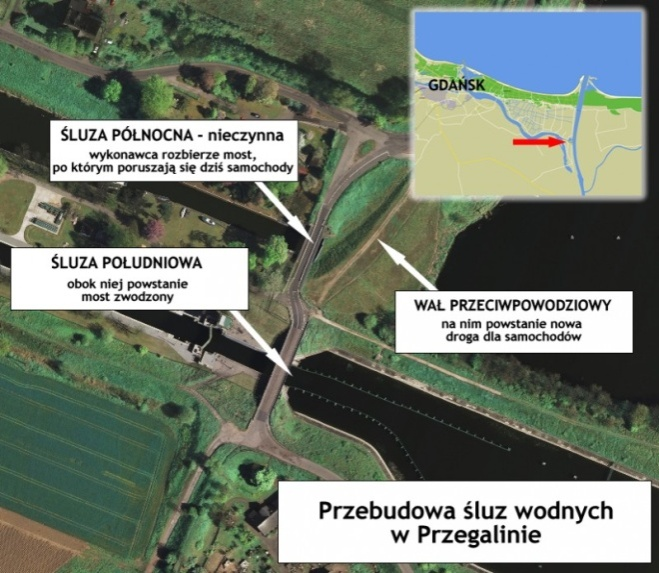 GDAŃSK
ŚLUZA PÓŁNOCNA - nieczynna
wykonawca rozbierze most,
po którym poruszają się dziś samochody
ŚLUZA POŁUDNIOWA
obok niej powstanie
most zwodzony
WAŁ PRZECIWPOWODZIOWY
na nim powstanie nowa
droga dla samochodów
Przebudowa śluz wodnych
w Przegalinie